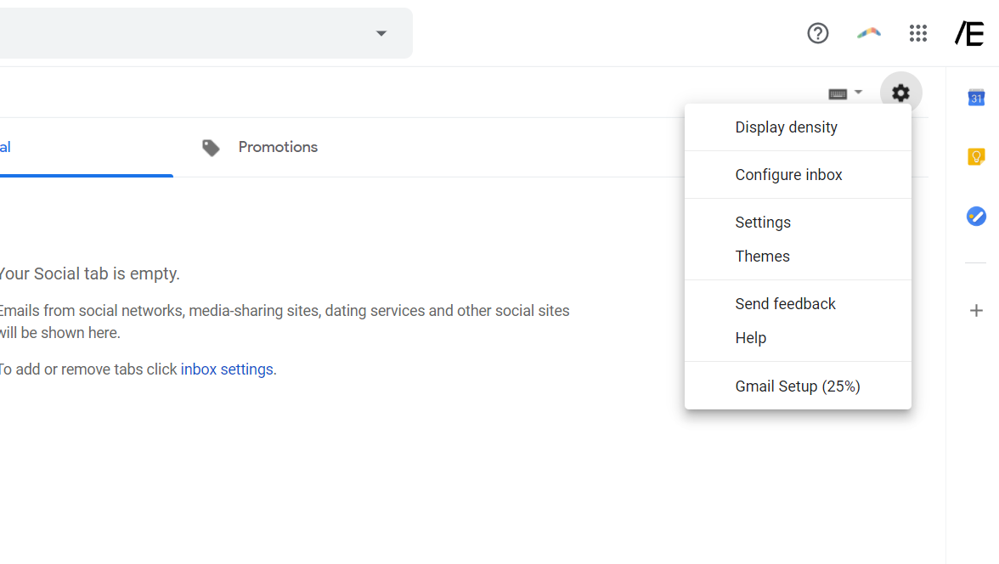 /E
31
Display density
al
Promotions
Configure inbox
Settings
Themes
Your Social tab is empty.
Send feedback
Emails from social networks, media-sharing sites, dating services and other social sites
will be shown here.
Help
To add or remove tabs click inbox settings.
Gmail Setup (25%)